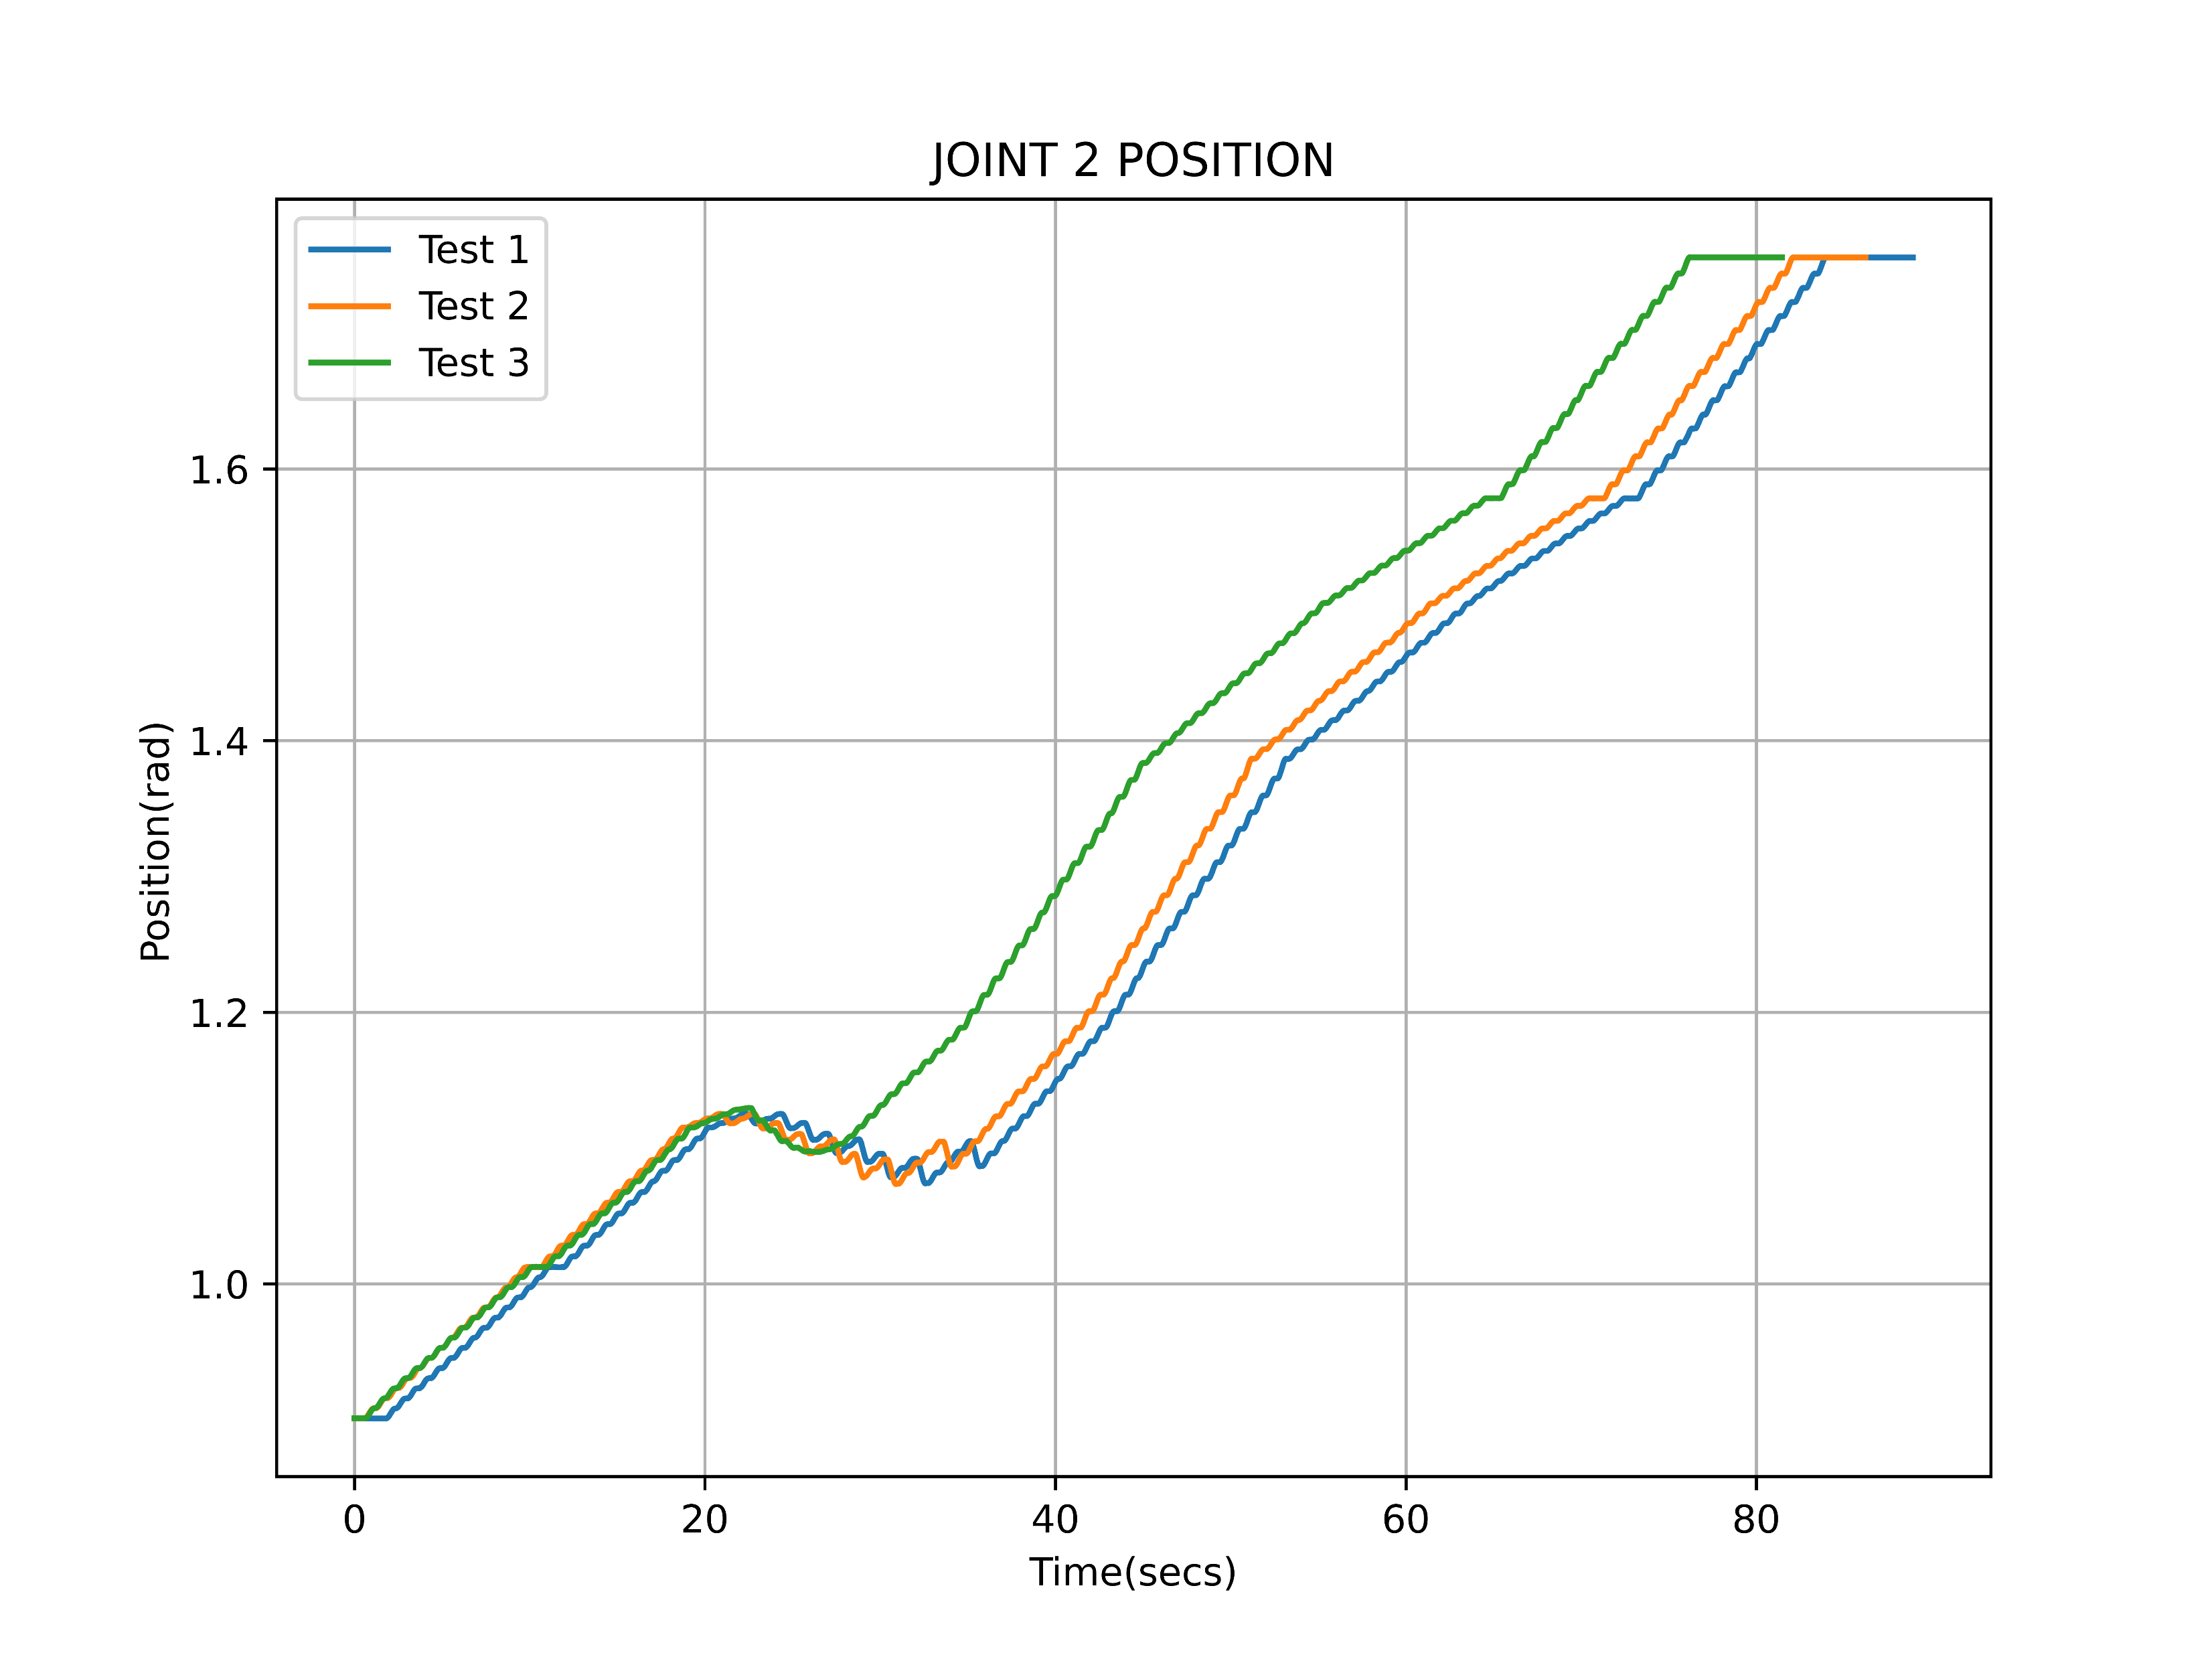 JOINT 2 POSITION
Test 1
Test 2
Test 3
1.6
1.4
1.2
1.0
Position(rad)
0 20 40 60 80
Time(secs)